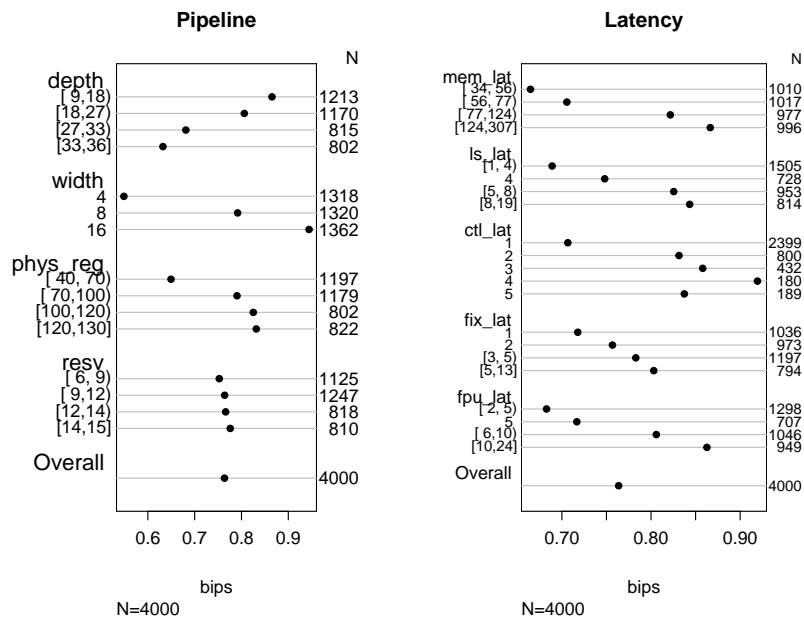 Pipeline
N
depth
[ 9,18) 1213
[18,27) 1170
[27,33) 815
[33,36] 802
width
4 1318
8 1320
16 1362
phys_reg
[ 40, 70) 1197
[ 70,100) 1179
[100,120) 802
[120,130] 822
resv
[ 6, 9) 1125
[ 9,12) 1247
[12,14) 818
[14,15] 810
Overall
4000
0.6 0.7 0.8 0.9
bips
N=4000
Latency
N
mem_lat
[ 34, 56) 1010
[ 56, 77) 1017
[ 77,124) 977
[124,307] 996
ls_lat
[1, 4) 1505
4 728
[5, 8) 953
[8,19] 814
ctl_lat
1 2399
2 800
3 432
4 180
5 189
fix_lat
1 1036
2 973
[3, 5) 1197
[5,13] 794
fpu_lat
[ 2, 5) 1298
5 707
[ 6,10) 1046
[10,24] 949
Overall
4000
0.70 0.80 0.90
bips
N=4000